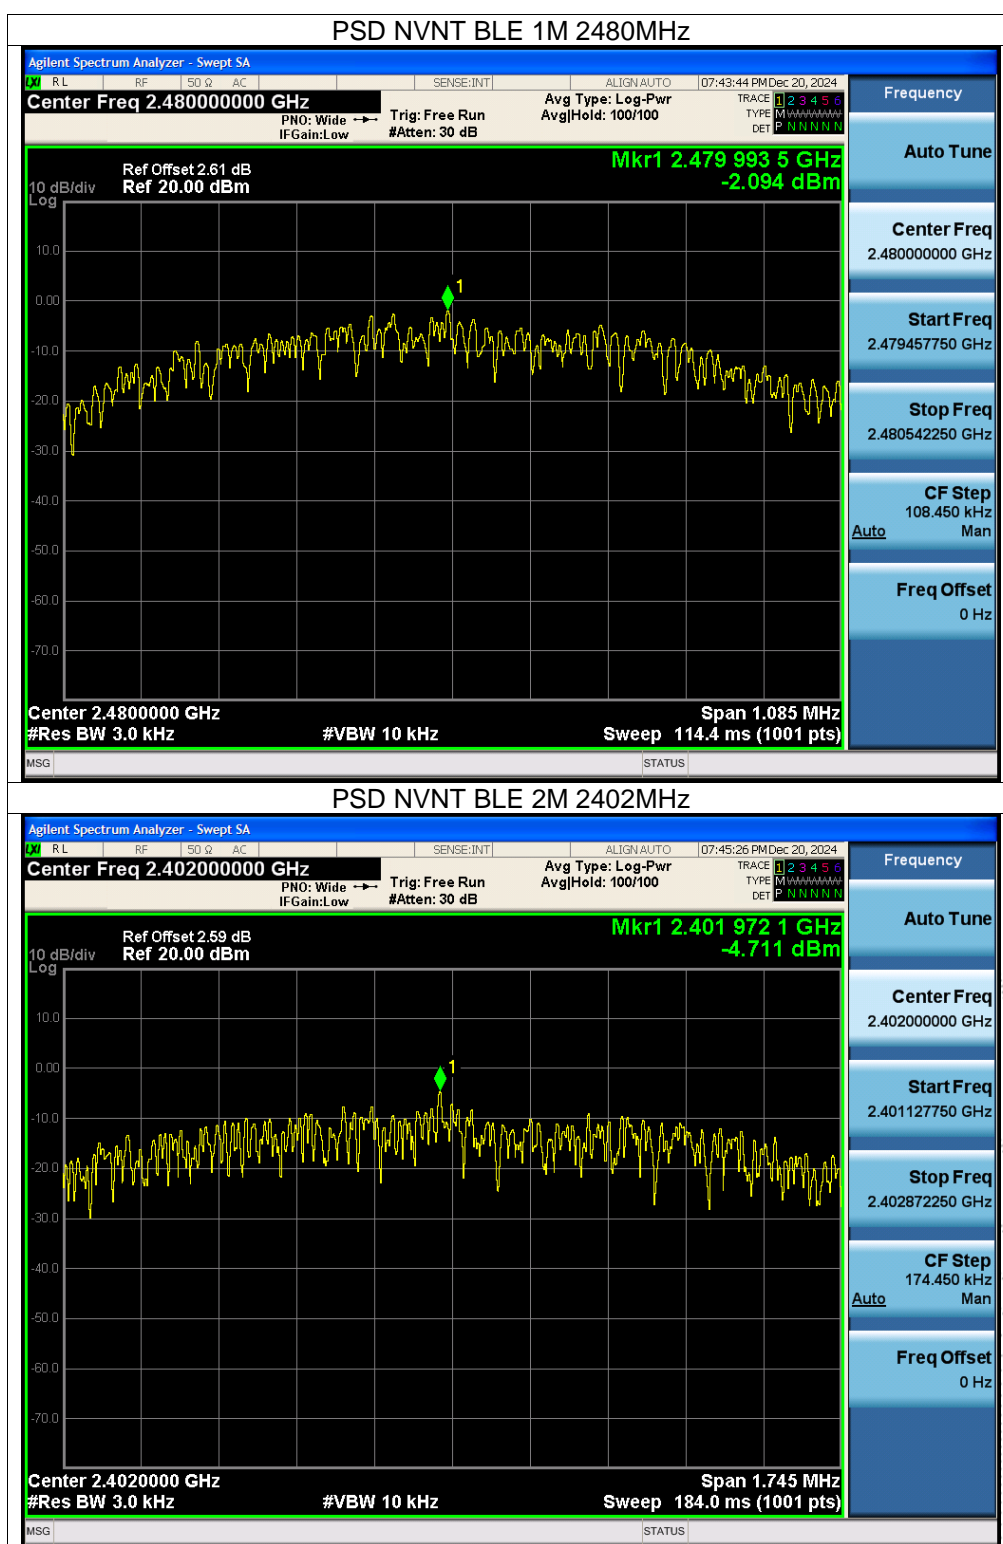 PSD NVNT BLE 1M 2480MHz
Agilent Spectrum Analyzer - Swept SA
LXI RL RF 50 Ω AC SENSE:INT ALIGN AUTO 07:43:44 PM Dec 20, 2024
Center Freq 2.480000000 GHz
PNO: Wide
IFGain:Low
Trig: Free Run
#Atten: 30 dB
Avg Type: Log-Pwr
Avg|Hold: 100/100
TRACE 1 2 3 4 5 6
TYPE M
DET P N N N N N
Frequency
Mkr1 2.479 993 5 GHz
-2.094 dBm
Ref Offset 2.61 dB
10 dB/div Ref 20.00 dBm
Log
10.0
0.00
-10.0
-20.0
-30.0
-40.0
-50.0
-60.0
-70.0
1
Center 2.4800000 GHz Span 1.085 MHz
#Res BW 3.0 kHz #VBW 10 kHz Sweep 114.4 ms (1001 pts)
MSG STATUS
Auto Tune
Center Freq
2.480000000 GHz
Start Freq
2.479457750 GHz
Stop Freq
2.480542250 GHz
CF Step
108.450 kHz
Auto Man
Freq Offset
0 Hz
PSD NVNT BLE 2M 2402MHz
Agilent Spectrum Analyzer - Swept SA
LXI RL RF 50 Ω AC SENSE:INT ALIGN AUTO 07:45:26 PM Dec 20, 2024
Center Freq 2.402000000 GHz
PNO: Wide
IFGain:Low
Trig: Free Run
#Atten: 30 dB
Avg Type: Log-Pwr
Avg|Hold: 100/100
TRACE 1 2 3 4 5 6
TYPE M
DET P N N N N N
Frequency
Mkr1 2.401 972 1 GHz
-4.711 dBm
Ref Offset 2.59 dB
10 dB/div Ref 20.00 dBm
Log
10.0
0.00
-10.0
-20.0
-30.0
-40.0
-50.0
-60.0
-70.0
1
Center 2.4020000 GHz Span 1.745 MHz
#Res BW 3.0 kHz #VBW 10 kHz Sweep 184.0 ms (1001 pts)
MSG STATUS
Auto Tune
Center Freq
2.402000000 GHz
Start Freq
2.401127750 GHz
Stop Freq
2.402872250 GHz
CF Step
174.450 kHz
Auto Man
Freq Offset
0 Hz